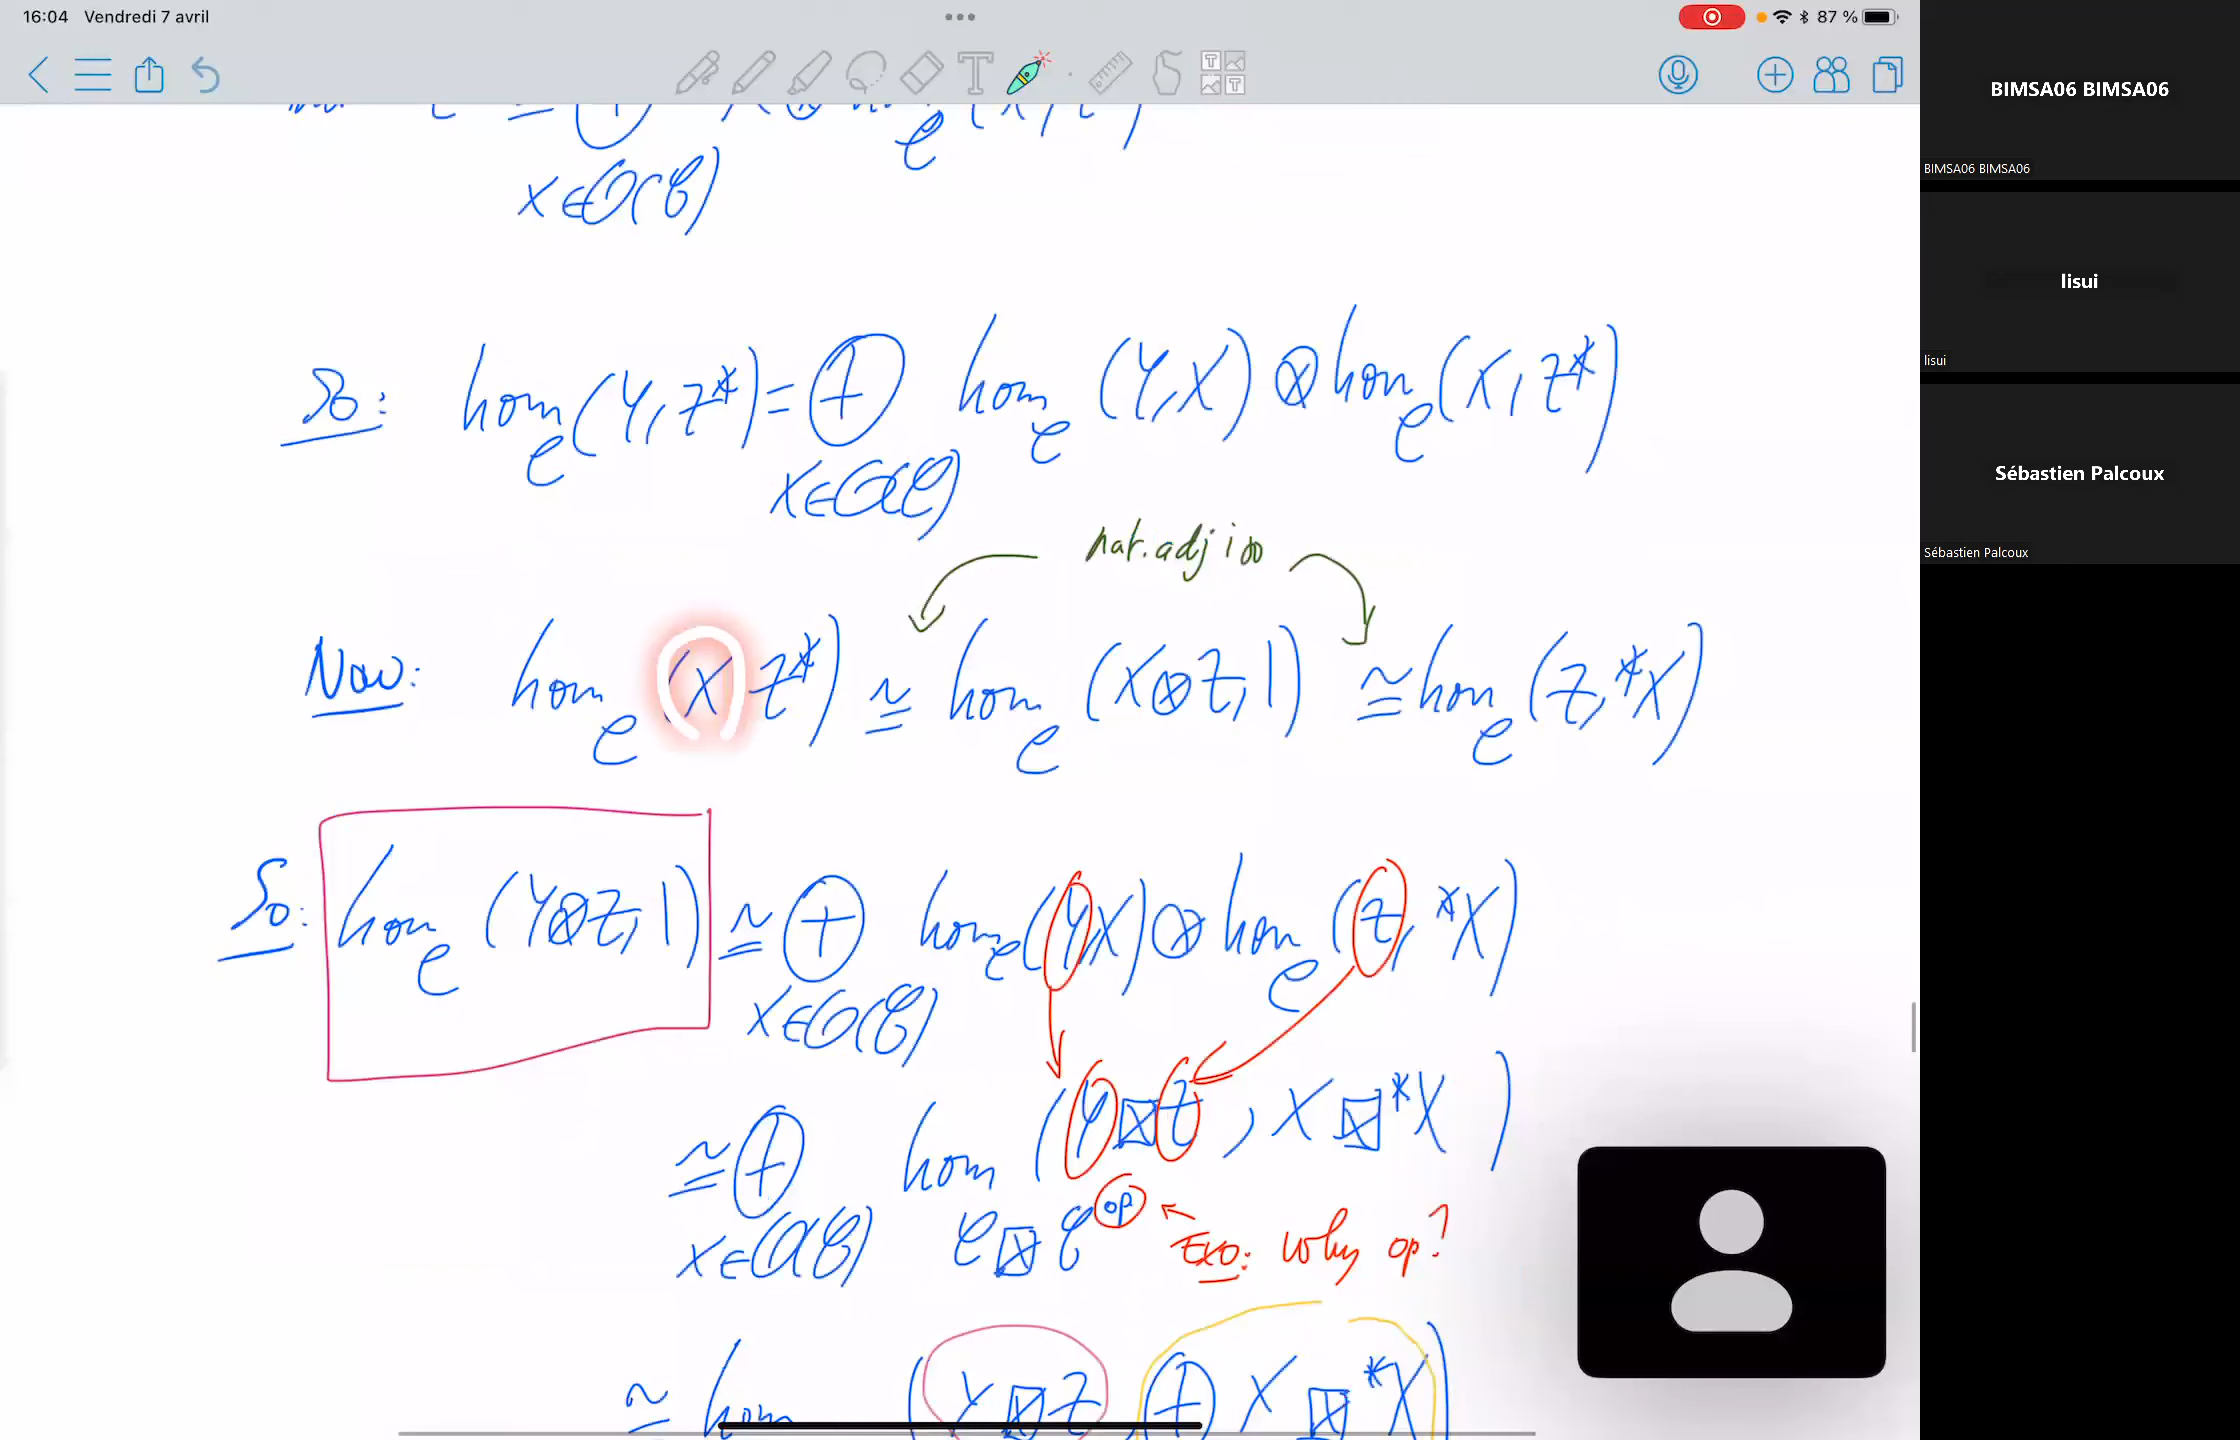 16:04 Vendredi 7 avril
87 %
X ∈ O(C)
So: hom_C(Y, Z*) = ⊕ hom_C(Y, X) ⊗ hom_C(X, Z*)
X ∈ O(C)
nat. adj iso
Now: hom_C(X, Z*) ≅ hom_C(X ⊗ Z, 1) ≅ hom_C(Z, *X)
So: hom_C(Y ⊗ Z, 1) ≅ ⊕ hom_C(Y, X) ⊗ hom_C(Z, *X)
X ∈ O(C)
≅ ⊕ hom (Y ⊠ Z, X ⊠ *X)
X ∈ O(C) C ⊠ C^op ← Exo: why op?
≅ hom (Y ⊠ Z, ⊕ X ⊠ *X)
BIMSA06 BIMSA06
BIMSA06 BIMSA06
lisui
lisui
Sébastien Palcoux
Sébastien Palcoux